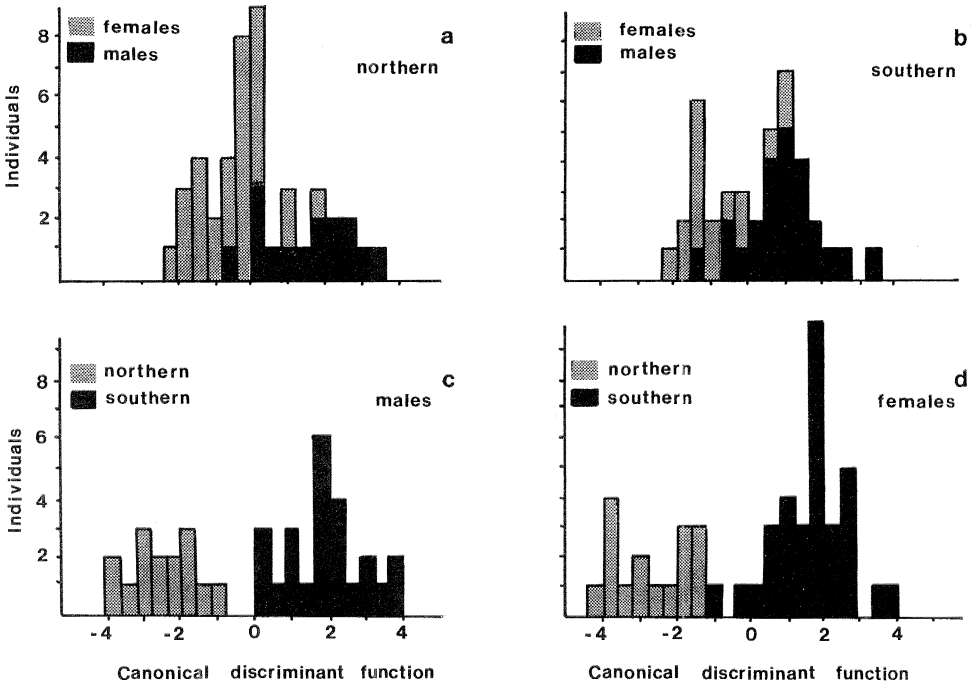 females
males
a
northern
8
6
4
2
Individuals
females
males
b
southern
northern
southern
c
males
8
6
4
2
Individuals
-4 -2 0 2 4
Canonical discriminant function
northern
southern
d
females
-4 -2 0 2 4
Canonical discriminant function